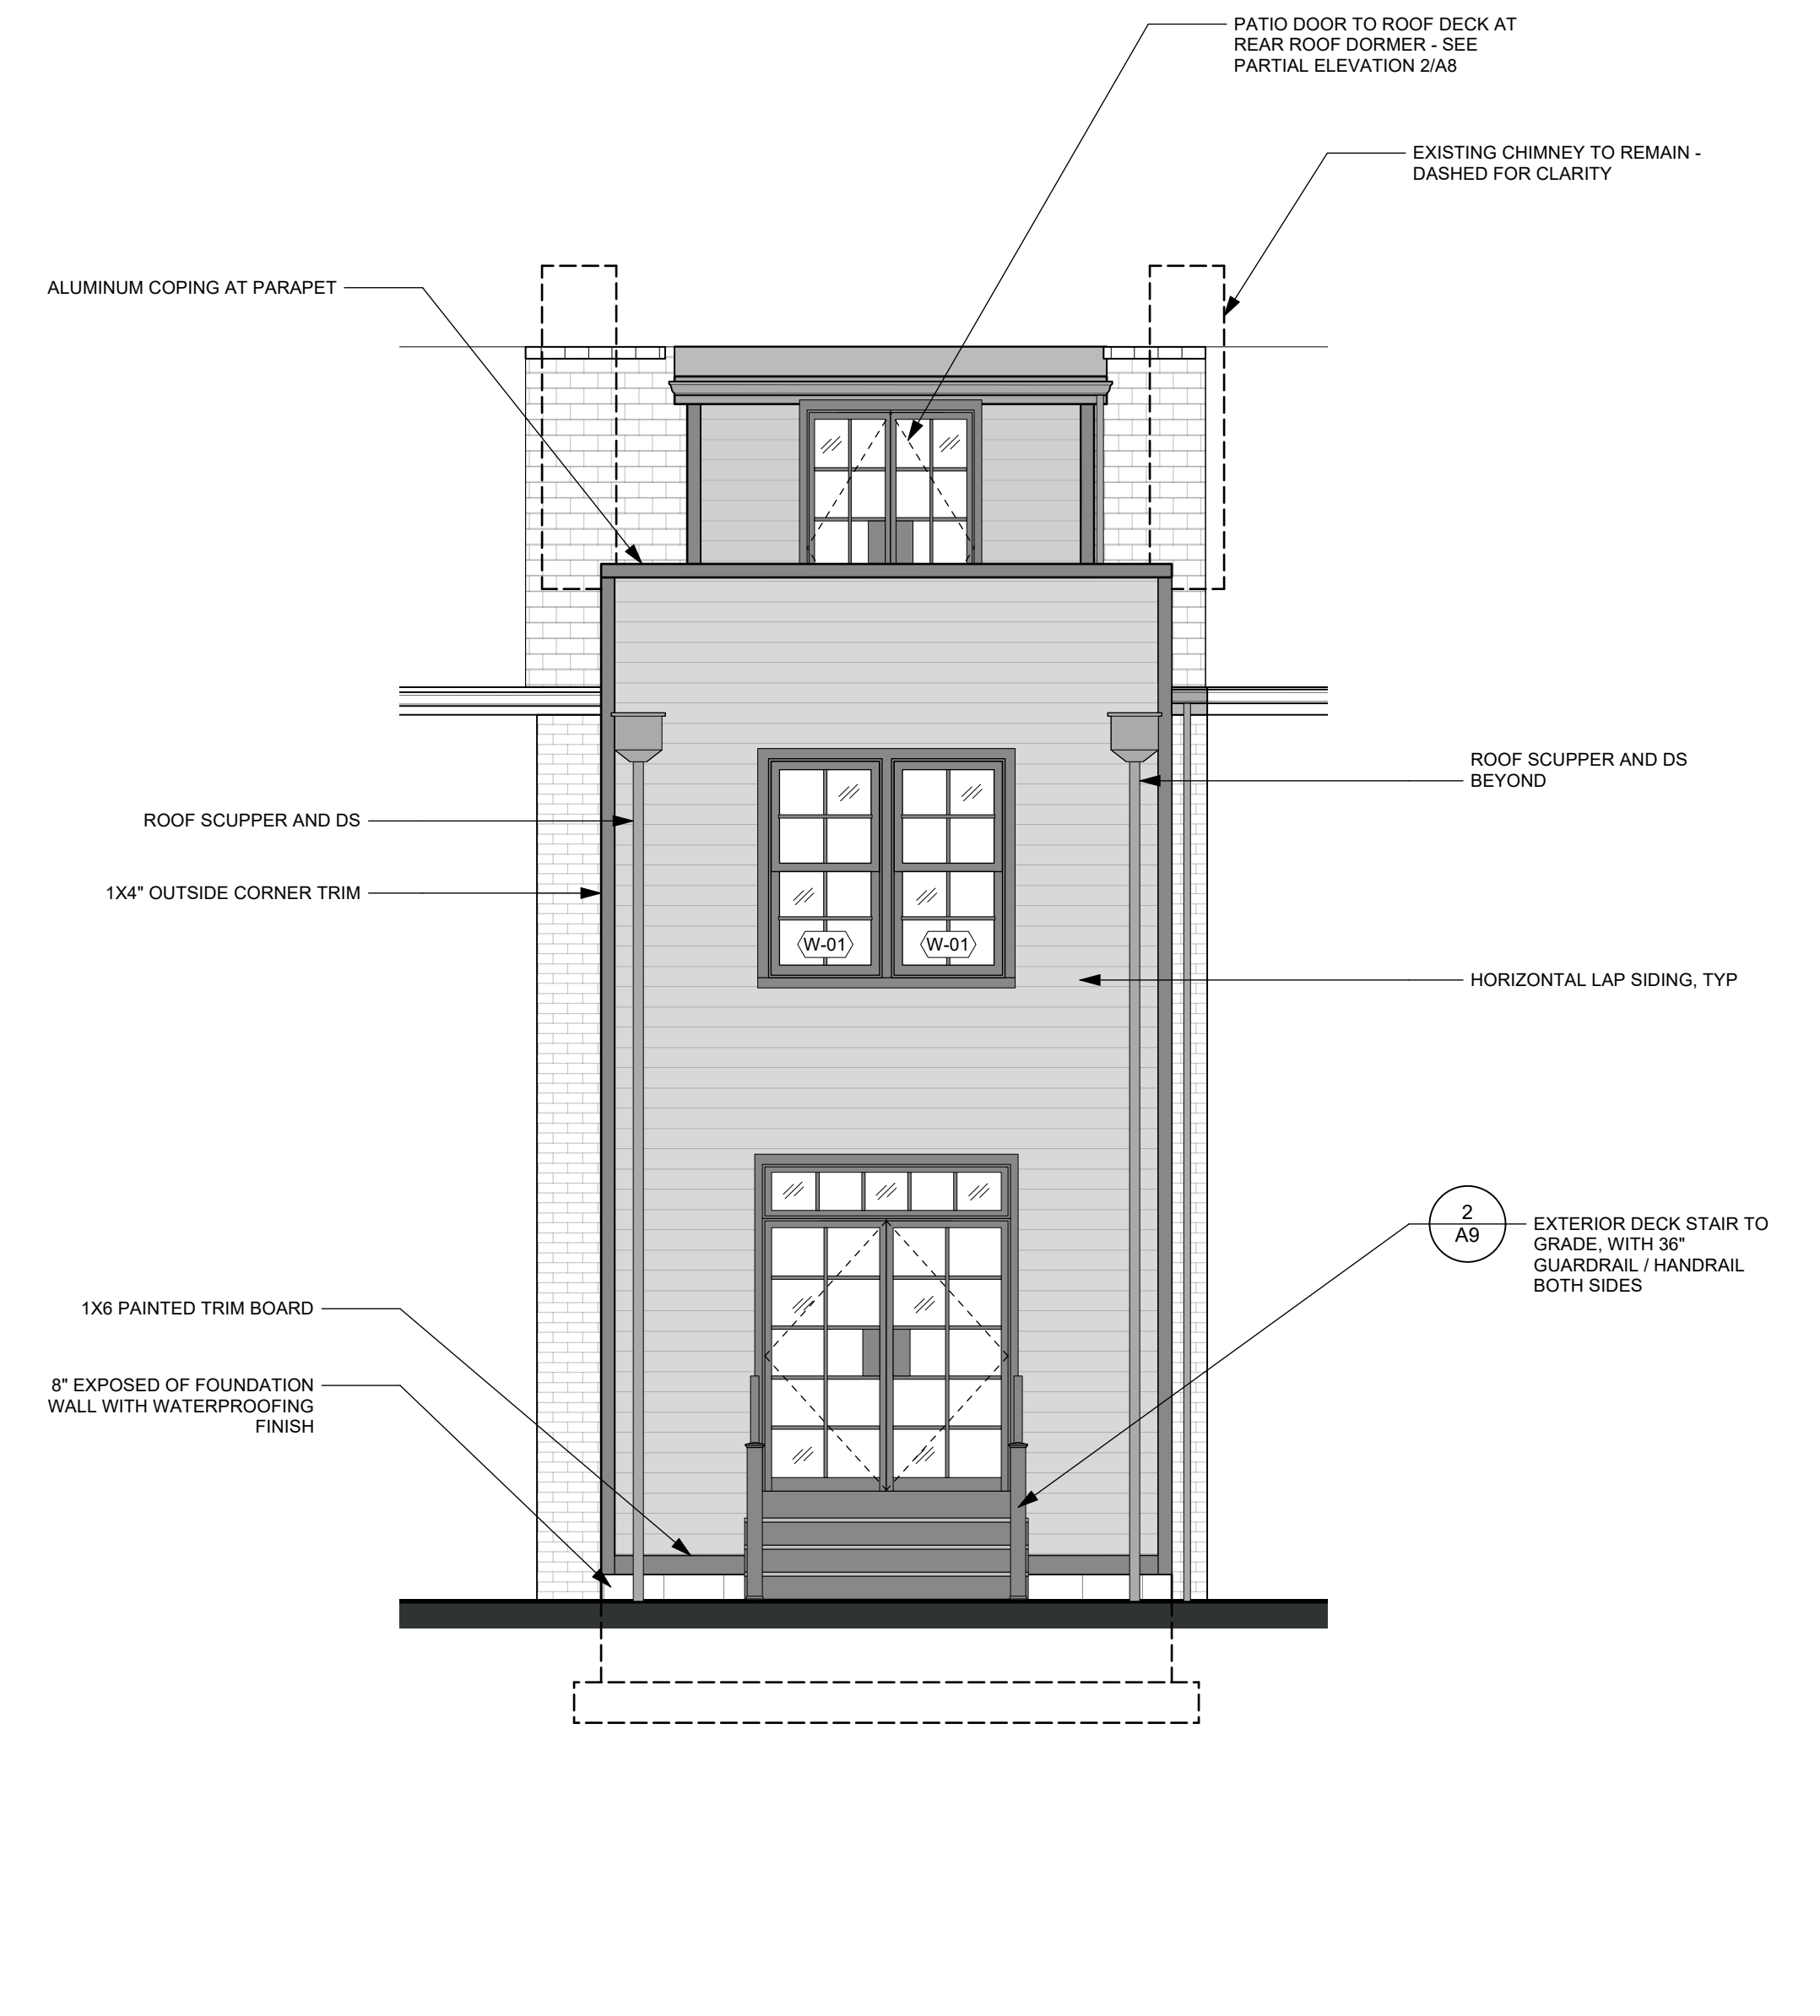 PATIO DOOR TO ROOF DECK AT
REAR ROOF DORMER - SEE
PARTIAL ELEVATION 2/A8
EXISTING CHIMNEY TO REMAIN -
DASHED FOR CLARITY
ALUMINUM COPING AT PARAPET
ROOF SCUPPER AND DS
BEYOND
ROOF SCUPPER AND DS
1X4" OUTSIDE CORNER TRIM
W-01
W-01
HORIZONTAL LAP SIDING, TYP
2
A9
EXTERIOR DECK STAIR TO
GRADE, WITH 36"
GUARDRAIL / HANDRAIL
BOTH SIDES
1X6 PAINTED TRIM BOARD
8" EXPOSED OF FOUNDATION
WALL WITH WATERPROOFING
FINISH